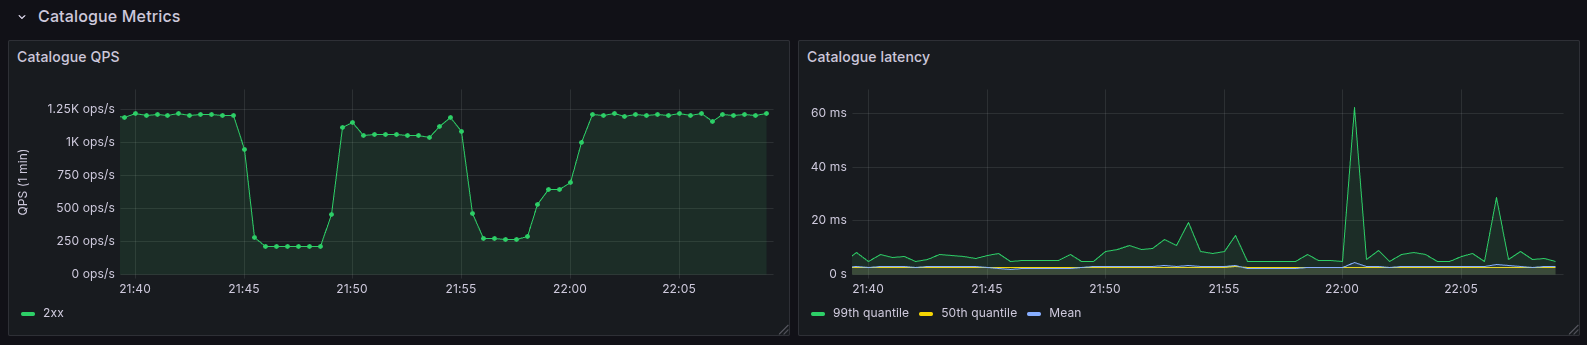 Catalogue Metrics
Catalogue QPS
QPS (1 min)
1.25K ops/s
1K ops/s
750 ops/s
500 ops/s
250 ops/s
0 ops/s
21:40 21:45 21:50 21:55 22:00 22:05
2xx
Catalogue latency
60 ms
40 ms
20 ms
0 s
21:40 21:45 21:50 21:55 22:00 22:05
99th quantile 50th quantile Mean